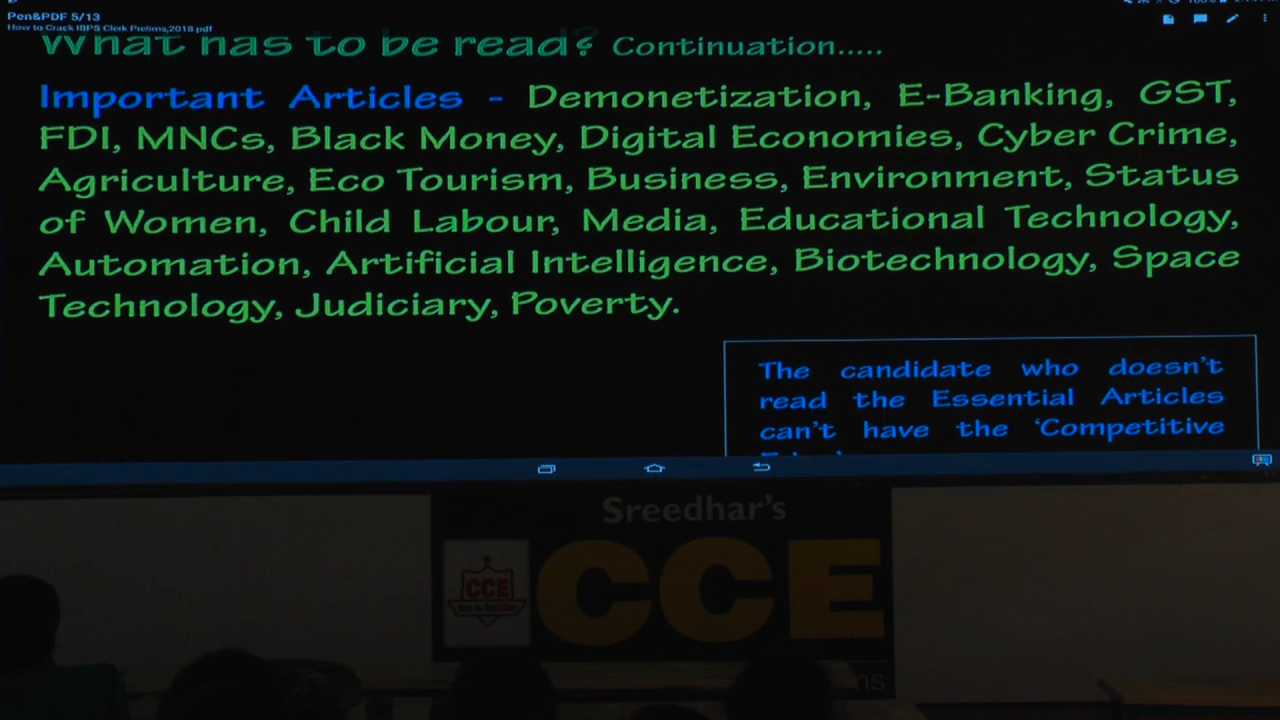 Pen&PDF 5/13
How to Crack IBPS Clerk Prelims,2018.pdf
What has to be read? Continuation.....
Important Articles - Demonetization, E-Banking, GST,
FDI, MNCs, Black Money, Digital Economies, Cyber Crime,
Agriculture, Eco Tourism, Business, Environment, Status
of Women, Child Labour, Media, Educational Technology,
Automation, Artificial Intelligence, Biotechnology, Space
Technology, Judiciary, Poverty.
The candidate who doesn't
read the Essential Articles
can't have the 'Competitive
Sreedhar's
CCE
CCE